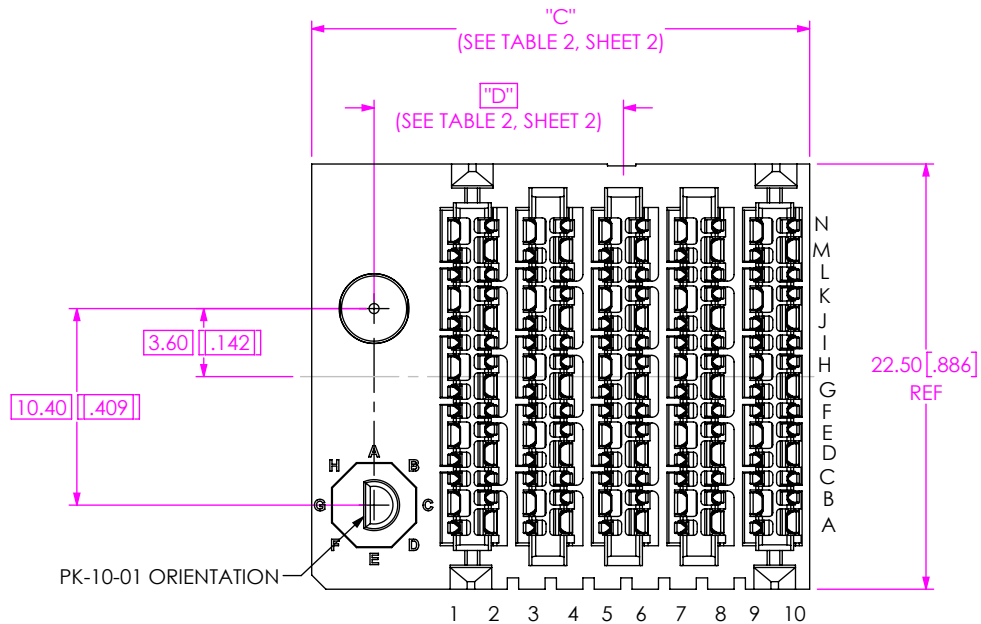 "C"
(SEE TABLE 2, SHEET 2)
"D"
(SEE TABLE 2, SHEET 2)
N
M
L
K
J
I
H
G
F
E
D
C
B
A
3.60 [.142]
22.50 [.886]
REF
10.40 [.409]
A
H B
G C
F D
E
PK-10-01 ORIENTATION
1 2 3 4 5 6 7 8 9 10